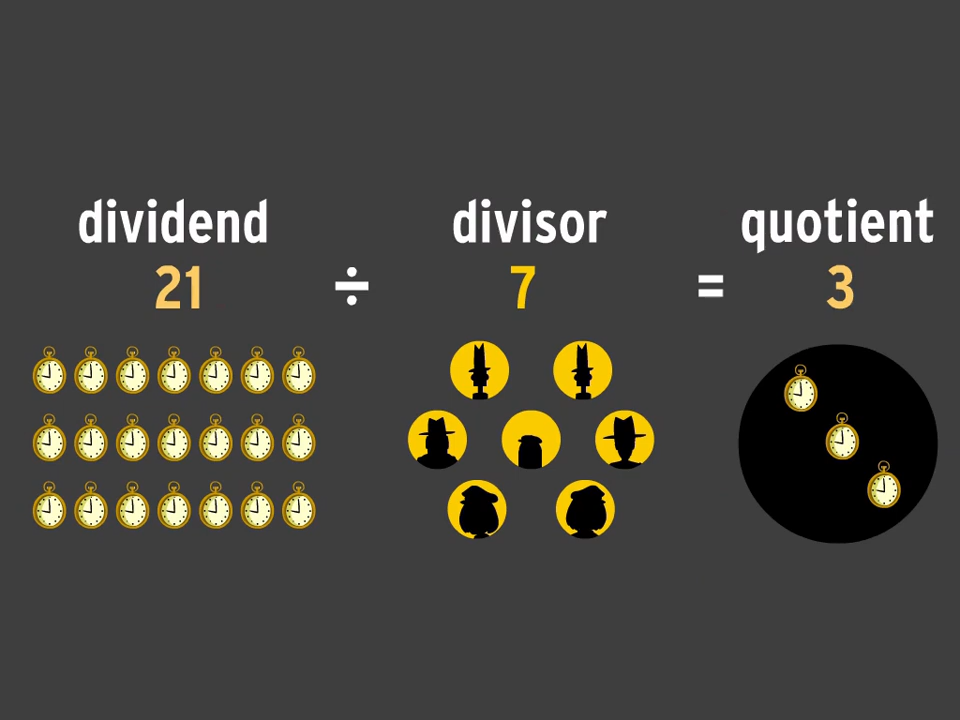 dividend divisor quotient
21 ÷ 7 = 3